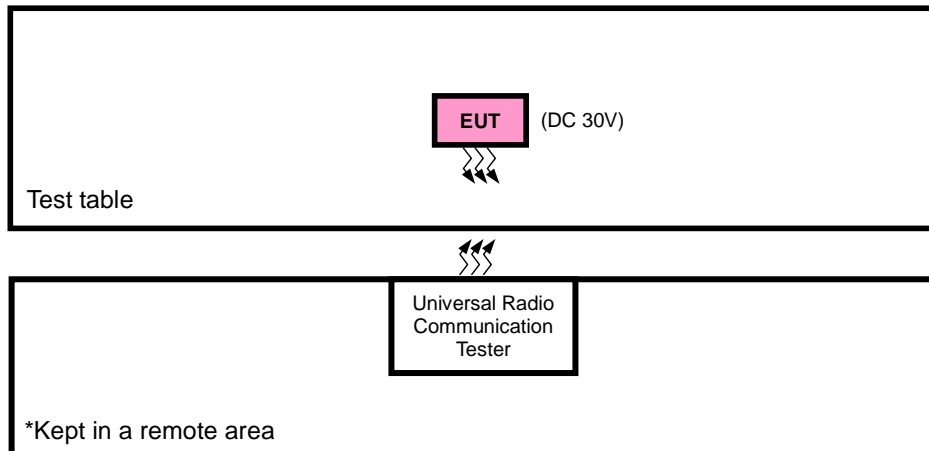 EUT (DC 30V)
Test table
Universal Radio
Communication
Tester
*Kept in a remote area